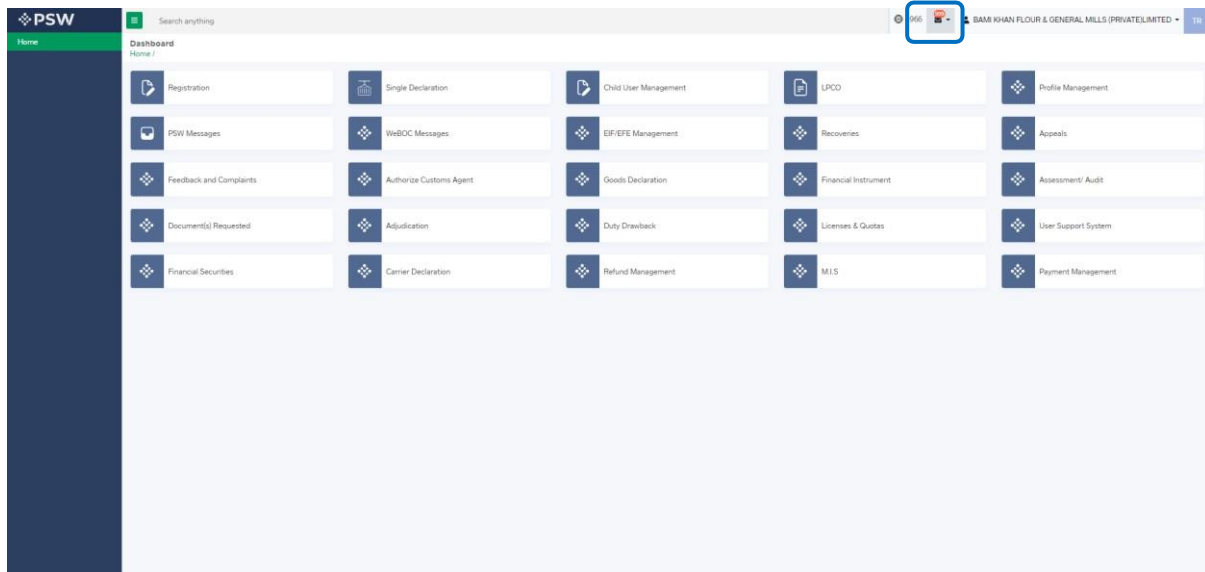 PSW
Search anything
966
BAMI KHAN FLOUR & GENERAL MILLS (PRIVATE)LIMITED
TR
Home
Dashboard
Home /
Registration
Single Declaration
Child User Management
LPCO
Profile Management
PSW Messages
WeBOC Messages
EIF/EFE Management
Recoveries
Appeals
Feedback and Complaints
Authorize Customs Agent
Goods Declaration
Financial Instrument
Assessment/ Audit
Document(s) Requested
Adjudication
Duty Drawback
Licenses & Quotas
User Support System
Financial Securities
Carrier Declaration
Refund Management
M.I.S
Payment Management